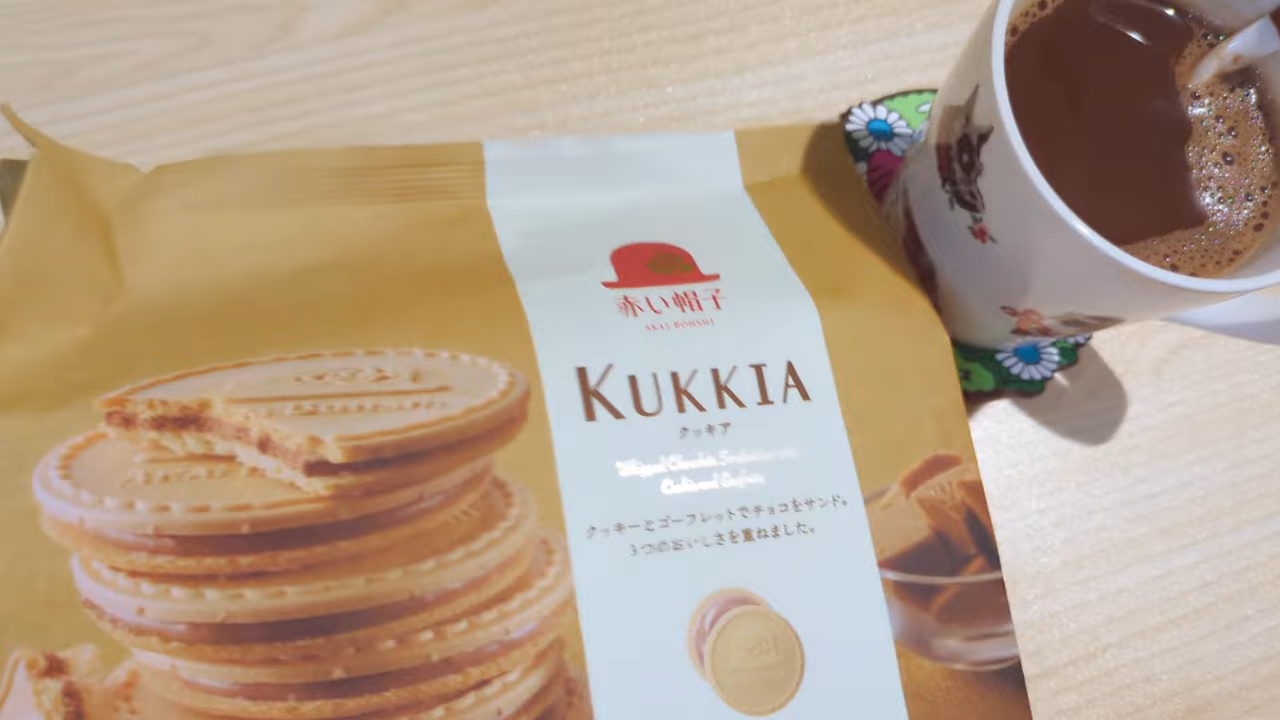 赤い帽子
AKAI BOHSHI
KUKKIA
クッキア
クッキーとゴーフレットでチョコをサンド。
3つのおいしさを重ねました。